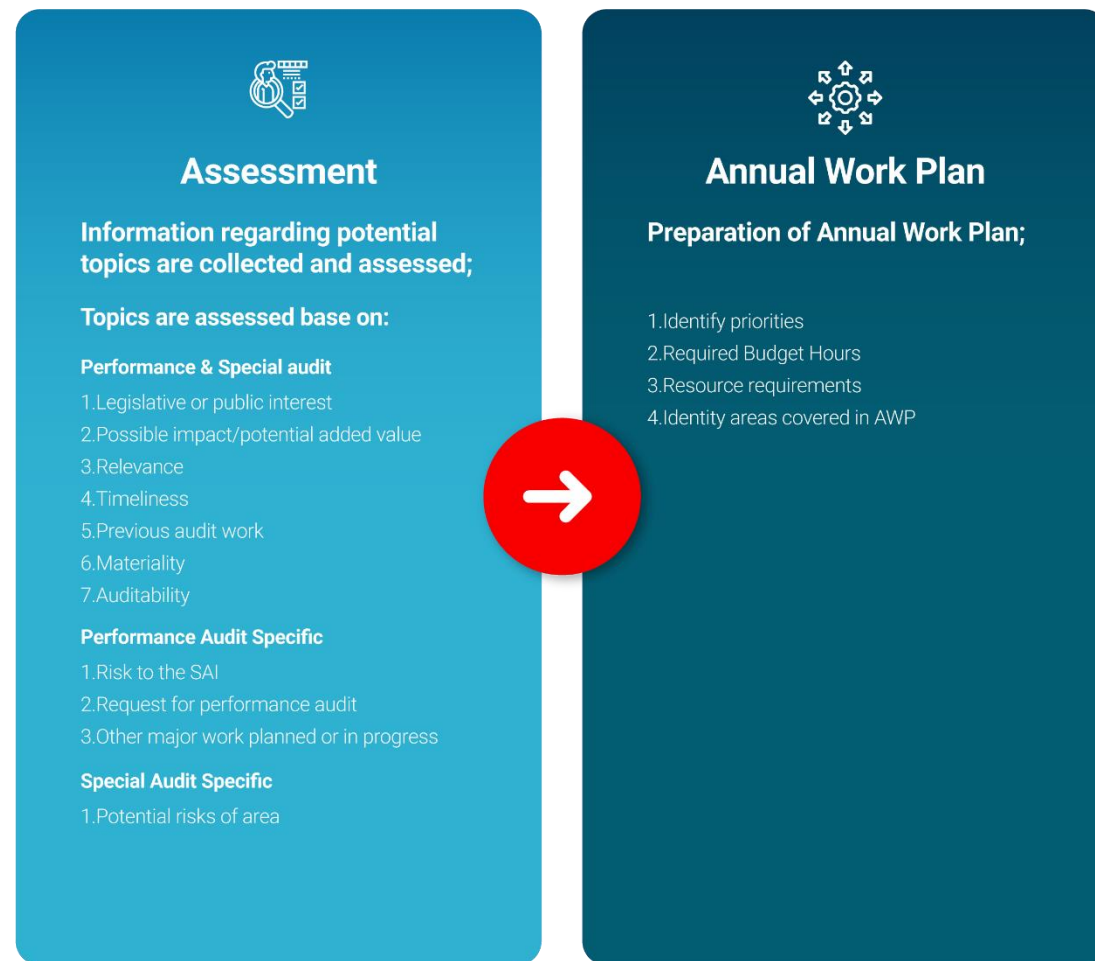 Assessment
Information regarding potential
topics are collected and assessed;
Topics are assessed base on:
Performance & Special audit
1.Legislative or public interest
2.Possible impact/potential added value
3.Relevance
4.Timeliness
5.Previous audit work
6.Materiality
7.Auditability
Performance Audit Specific
1.Risk to the SAI
2.Request for performance audit
3.Other major work planned or in progress
Special Audit Specific
1.Potential risks of area
Annual Work Plan
Preparation of Annual Work Plan;
1.Identify priorities
2.Required Budget Hours
3.Resource requirements
4.Identity areas covered in AWP